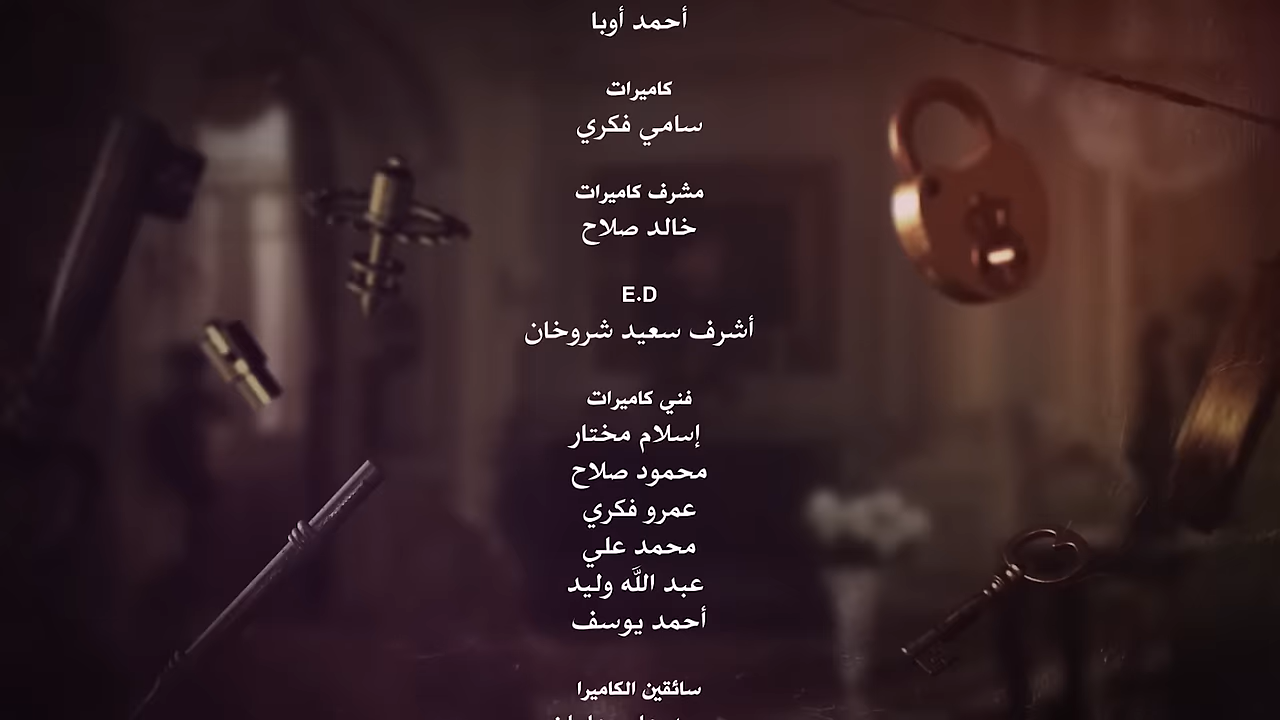 أحمد أوبا
كاميرات
سامي فكري
مشرف كاميرات
خالد صلاح
E.D
أشرف سعيد شروخان
فني كاميرات
إسلام مختار
محمود صلاح
عمرو فكري
محمد علي
عبد اللَّه وليد
أحمد يوسف
سائقين الكاميرا